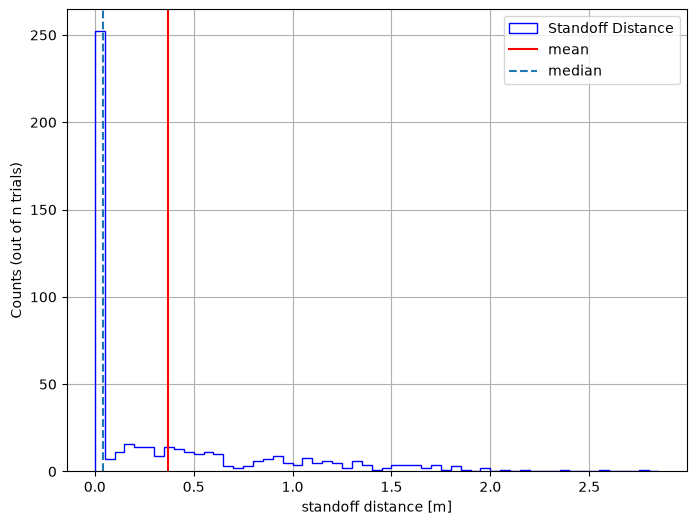 Standoff Distance
mean
median
250
200
150
100
50
0
Counts (out of n trials)
0.0 0.5 1.0 1.5 2.0 2.5
standoff distance [m]